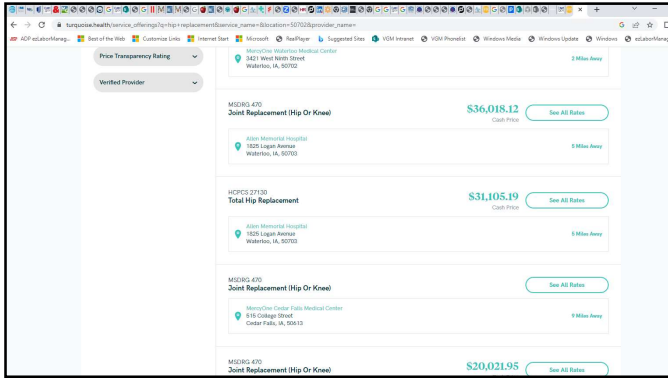 turquoise.health/service_offerings?q=hip+replacement&service_name=&location=50702&provider_name=
ADP ezLaborManag...
Best of the Web
Customize Links
Internet Start
Microsoft
RealPlayer
Suggested Sites
VGM Intranet
VGM Phonelist
Windows Media
Windows Update
Windows
ezLaborManag
Price Transparency Rating
Verified Provider
MercyOne Waterloo Medical Center
3421 West Ninth Street
Waterloo, IA, 50702
2 Miles Away
MSDRG 470
Joint Replacement (Hip Or Knee)
$36,018.12
Cash Price
See All Rates
Allen Memorial Hospital
1825 Logan Avenue
Waterloo, IA, 50703
5 Miles Away
HCPCS 27130
Total Hip Replacement
$31,105.19
Cash Price
See All Rates
Allen Memorial Hospital
1825 Logan Avenue
Waterloo, IA, 50703
5 Miles Away
MSDRG 470
Joint Replacement (Hip Or Knee)
See All Rates
MercyOne Cedar Falls Medical Center
515 College Street
Cedar Falls, IA, 50613
9 Miles Away
MSDRG 470
Joint Replacement (Hip Or Knee)
$20,021.95
See All Rates